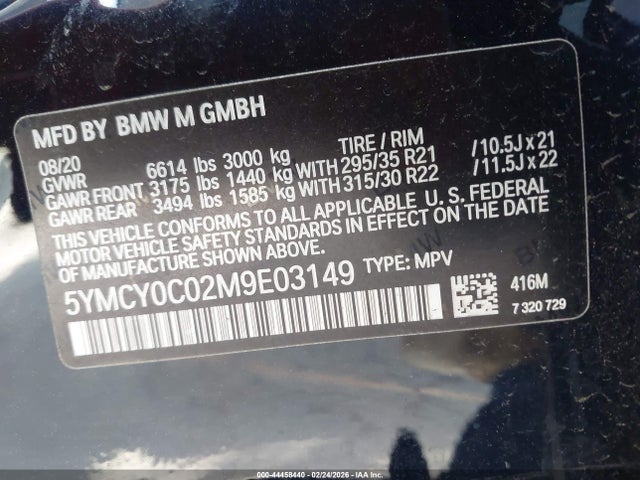 MFD BY BMW M GMBH
08/20 TIRE / RIM
GVWR 6614 lbs 3000 kg
GAWR FRONT 3175 lbs 1440 kg WITH 295/35 R21 /10.5J x 21
GAWR REAR 3494 lbs 1585 kg WITH 315/30 R22 /11.5J x 22
THIS VEHICLE CONFORMS TO ALL APPLICABLE U. S. FEDERAL
MOTOR VEHICLE SAFETY STANDARDS IN EFFECT ON THE DATE
OF MANUFACTURE SHOWN ABOVE.
5YMCY0C02M9E03149 TYPE: MPV
416M
7 320 729
000-44458440 - 02/24/2026 - IAA Corp.